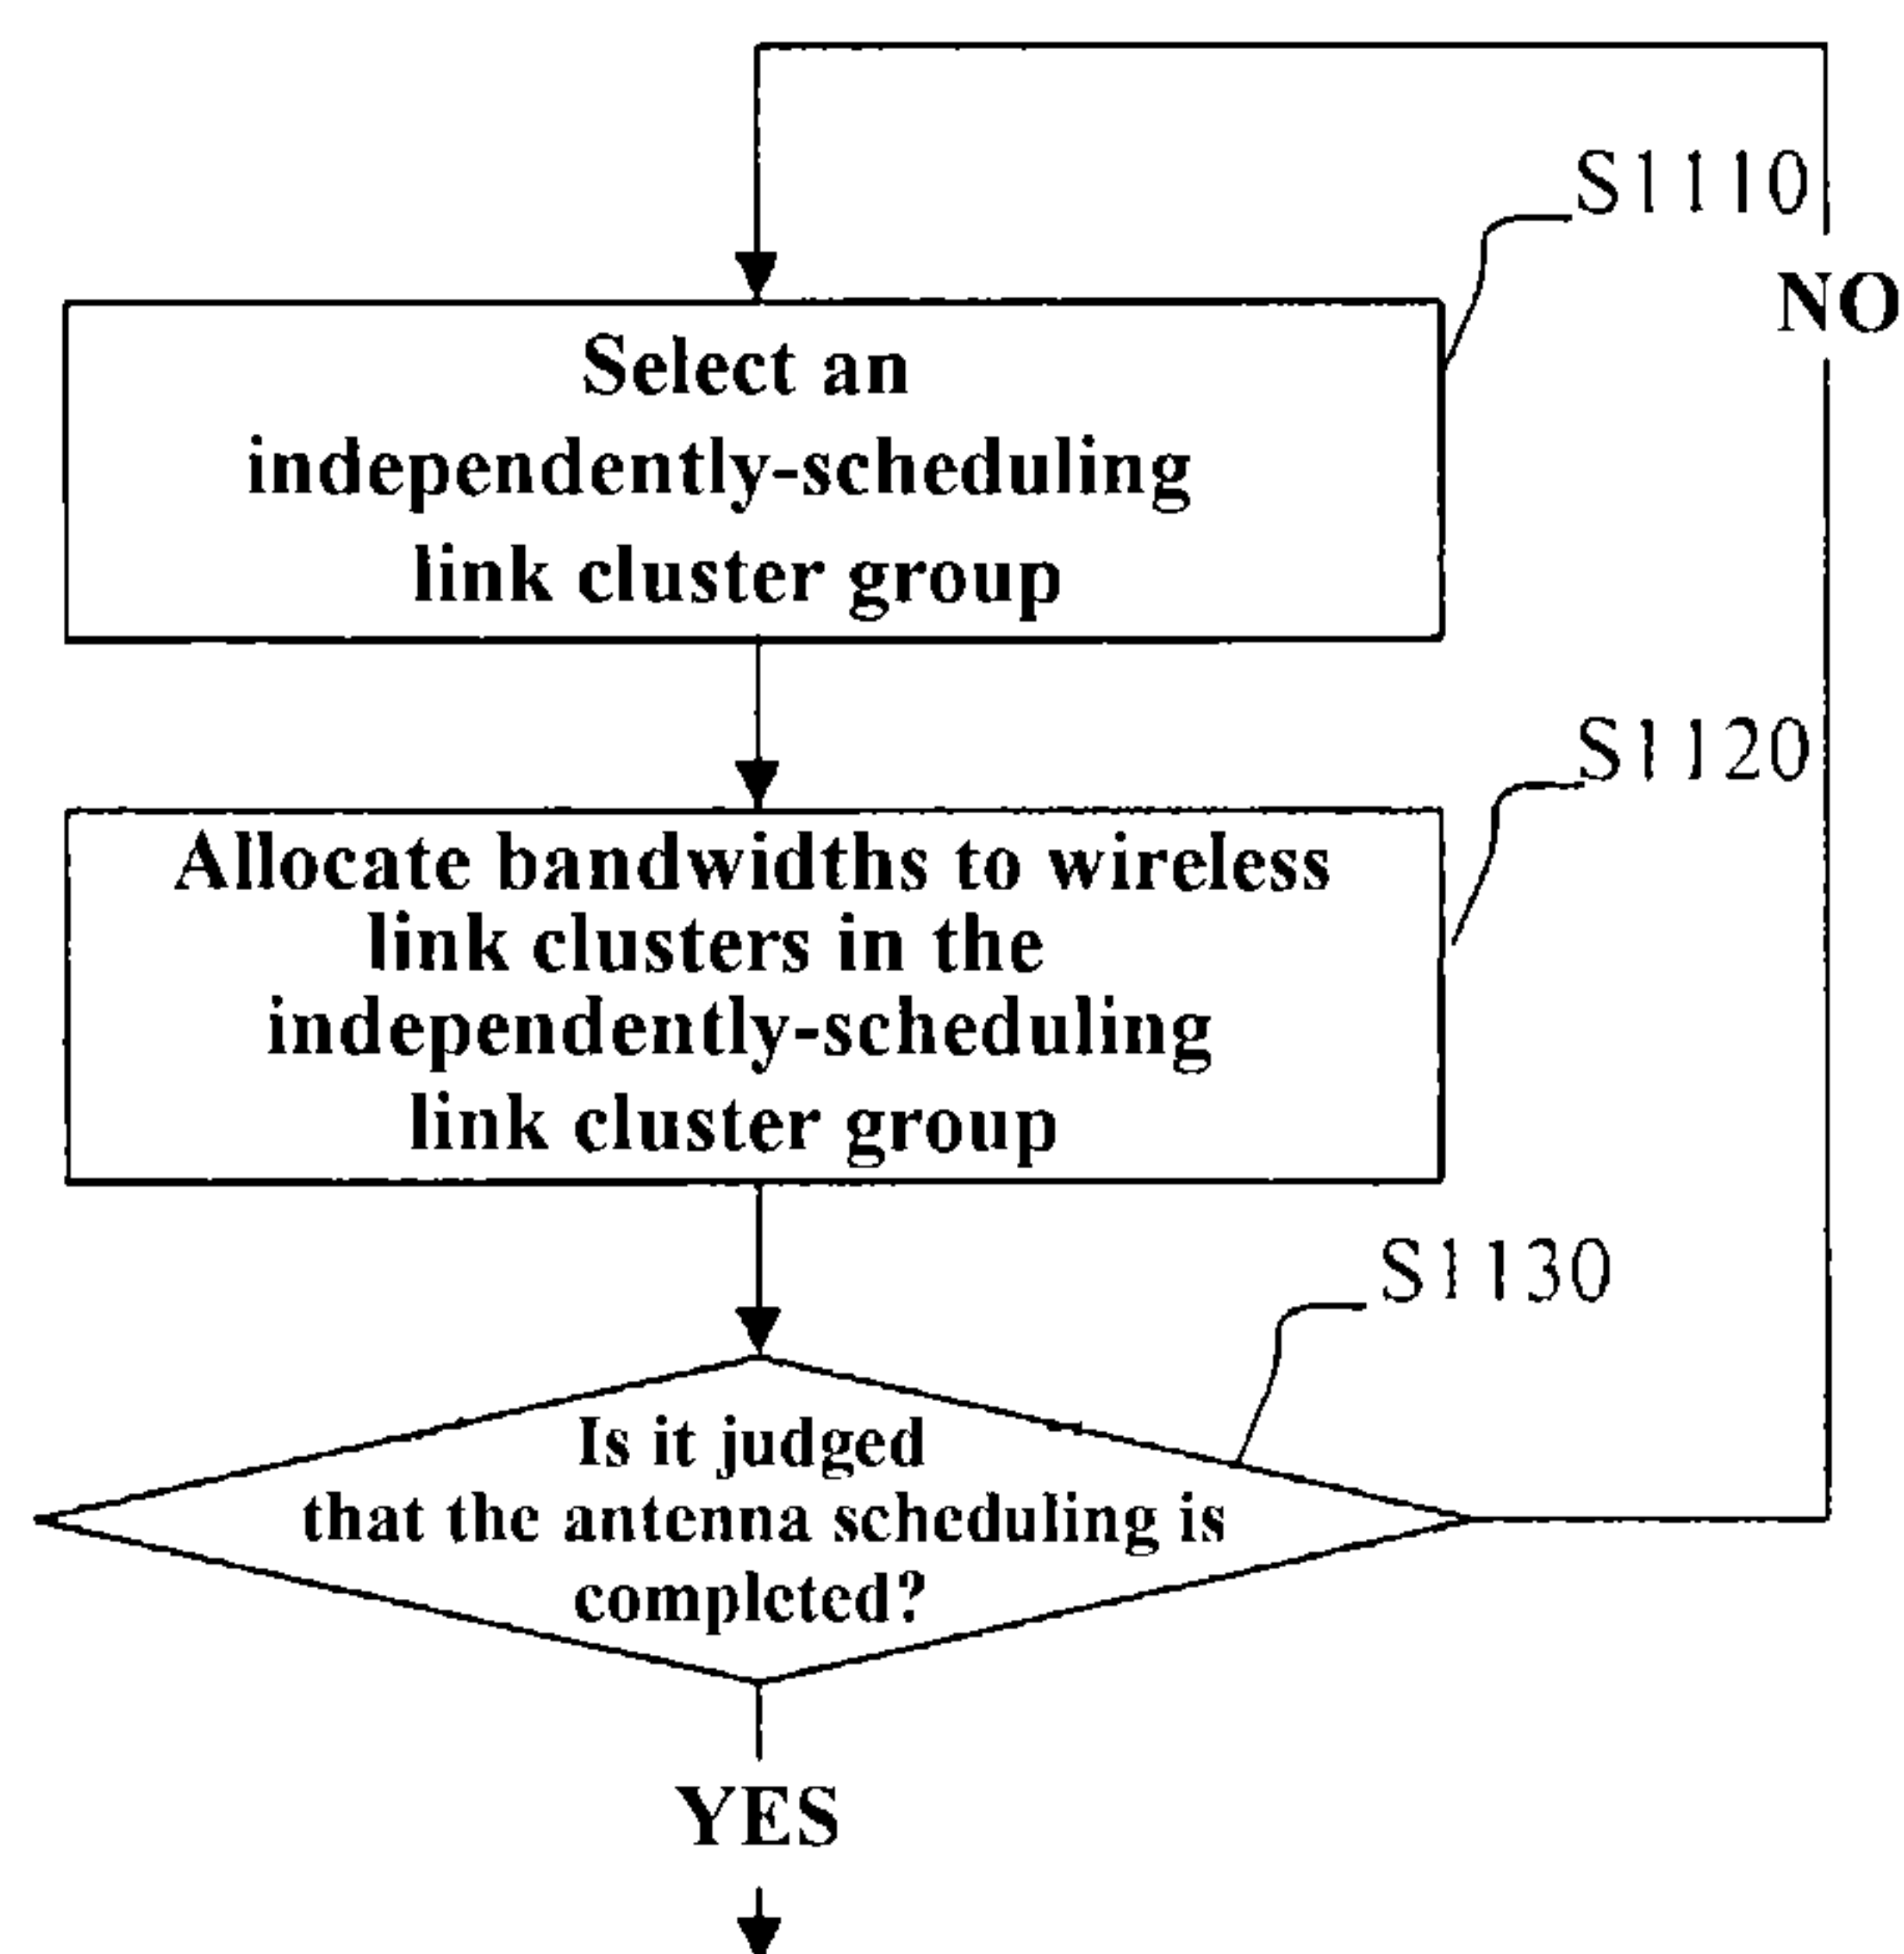 S1110
NO
Select an
independently-scheduling
link cluster group
S1120
Allocate bandwidths to wireless
link clusters in the
independently-scheduling
link cluster group
S1130
Is it judged
that the antenna scheduling is
completed?
YES